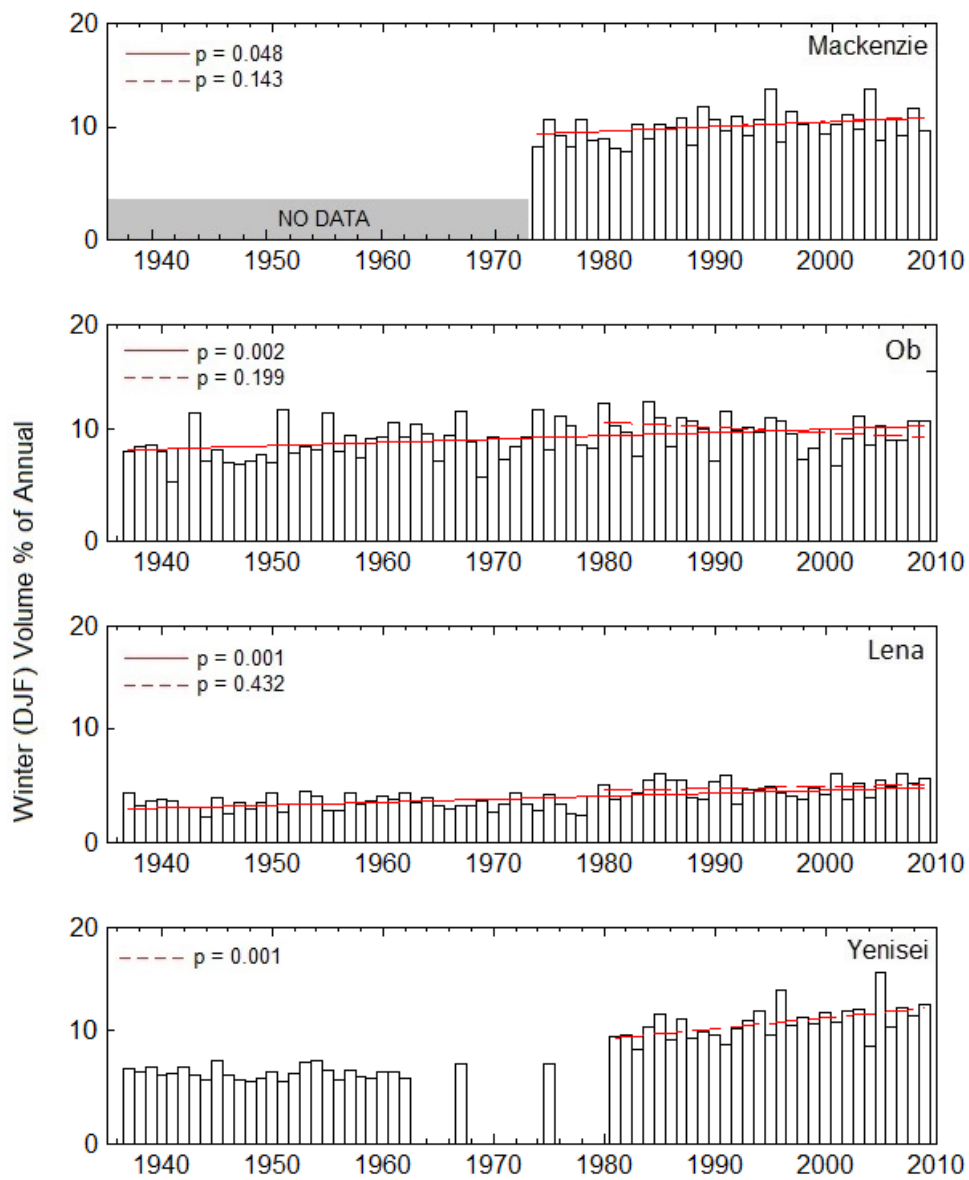 Winter (DJF) Volume % of Annual
20
p = 0.048
Mackenzie
p = 0.143
10
NO DATA
0
1940 1950 1960 1970 1980 1990 2000 2010
20
p = 0.002
Ob
p = 0.199
10
0
1940 1950 1960 1970 1980 1990 2000 2010
20
p = 0.001
Lena
p = 0.432
10
0
1940 1950 1960 1970 1980 1990 2000 2010
20
p = 0.001
Yenisei
10
0
1940 1950 1960 1970 1980 1990 2000 2010